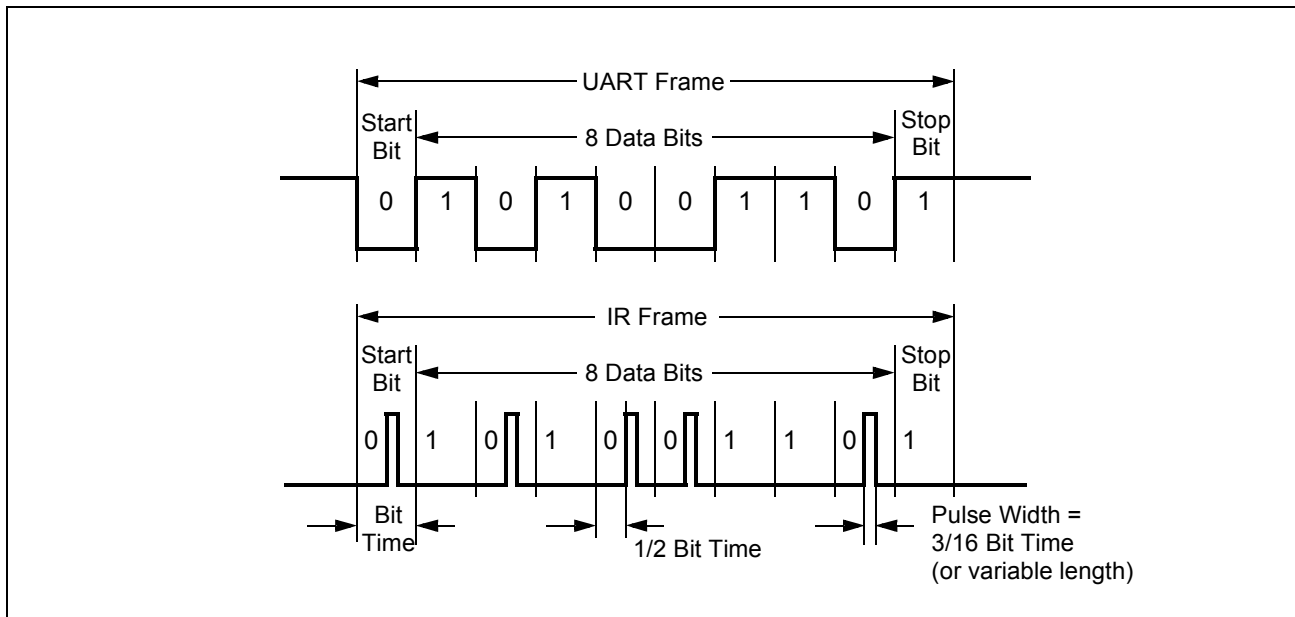 UART Frame
Start
Bit
8 Data Bits
Stop
Bit
0 1 0 1 0 0 1 1 0 1
IR Frame
Start
Bit
8 Data Bits
Stop
Bit
0 1 0 1 0 0 1 1 0 1
Bit
Time
1/2 Bit Time
Pulse Width =
3/16 Bit Time
(or variable length)